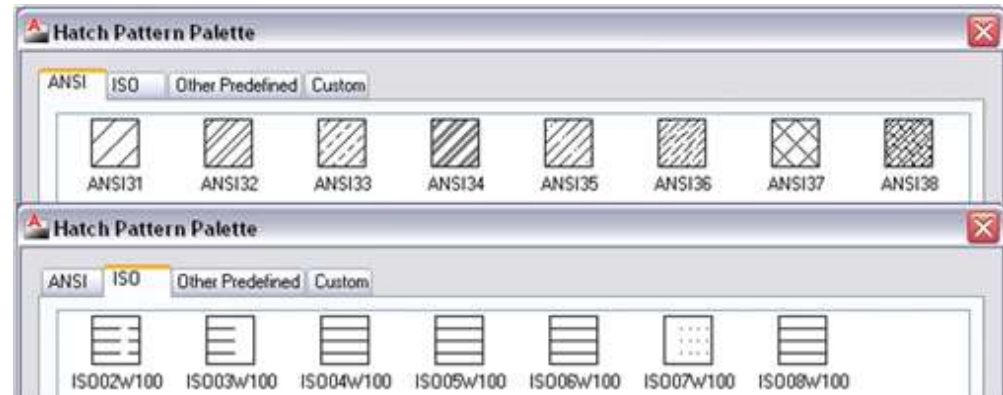 Hatch Pattern Palette
ANSI ISO Other Predefined Custom
ANSI31 ANSI32 ANSI33 ANSI34 ANSI35 ANSI36 ANSI37 ANSI38
Hatch Pattern Palette
ANSI ISO Other Predefined Custom
ISO02W100 ISO03W100 ISO04W100 ISO05W100 ISO06W100 ISO07W100 ISO08W100